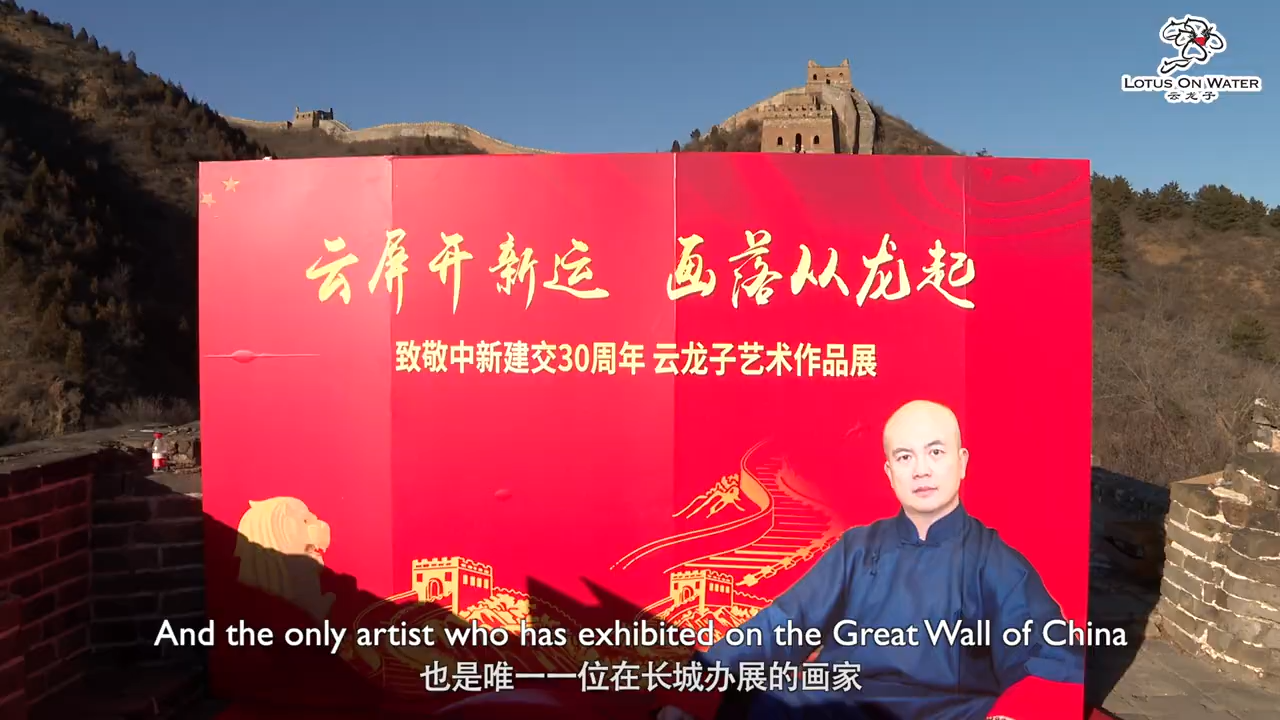 LOTUS ON WATER
云龙子
云屏开新运 画落从龙起
致敬中新建交30周年 云龙子艺术作品展
And the only artist who has exhibited on the Great Wall of China
也是唯一一位在长城办展的画家